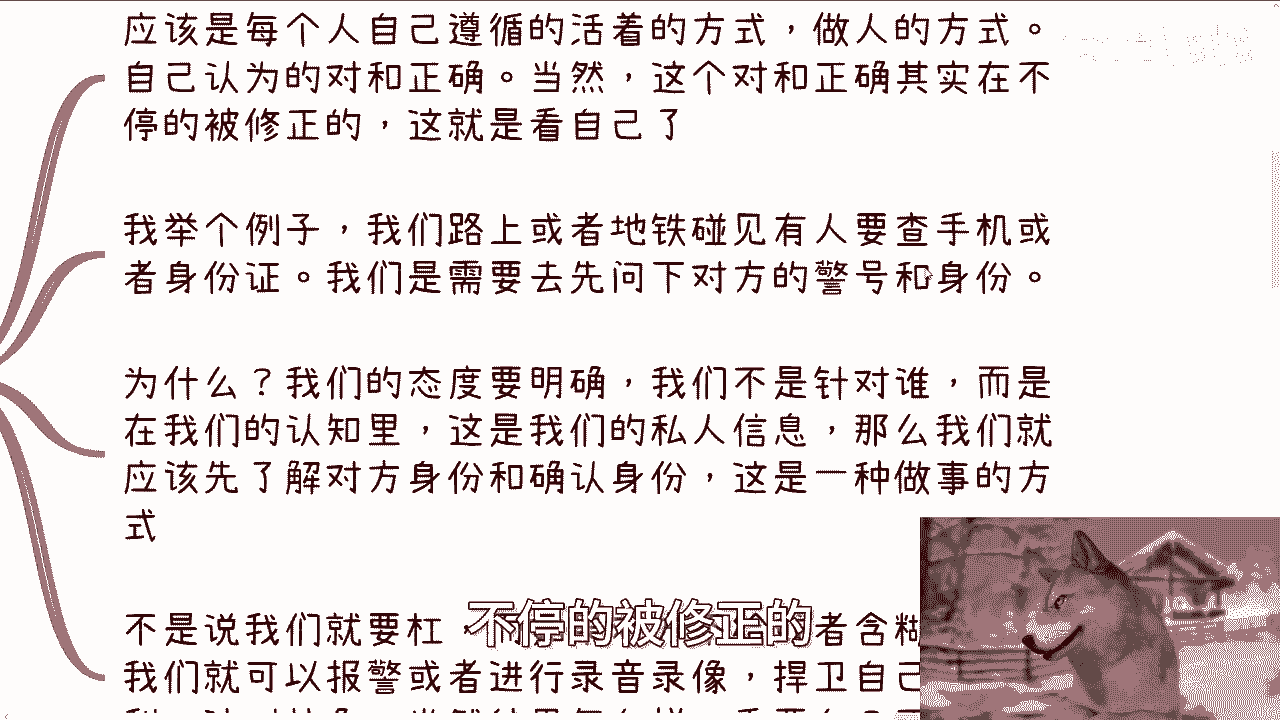 应该是每个人自己遵循的活着的方式，做人的方式。
自己认为的对和正确。当然，这个对和正确其实在不
停的被修正的，这就是看自己了
我举个例子，我们路上或者地铁碰见有人要查手机或
者身份证。我们是需要去先问下对方的警号和身份。
为什么？我们的态度要明确，我们不是针对谁，而是
在我们的认知里，这是我们的私人信息，那么我们就
应该先了解对方身份和确认身份，这是一种做事的方
式
不是说我们就要杠，
者含糊
不停的被修正的
我们就可以报警或者进行录音录像，捍卫自己